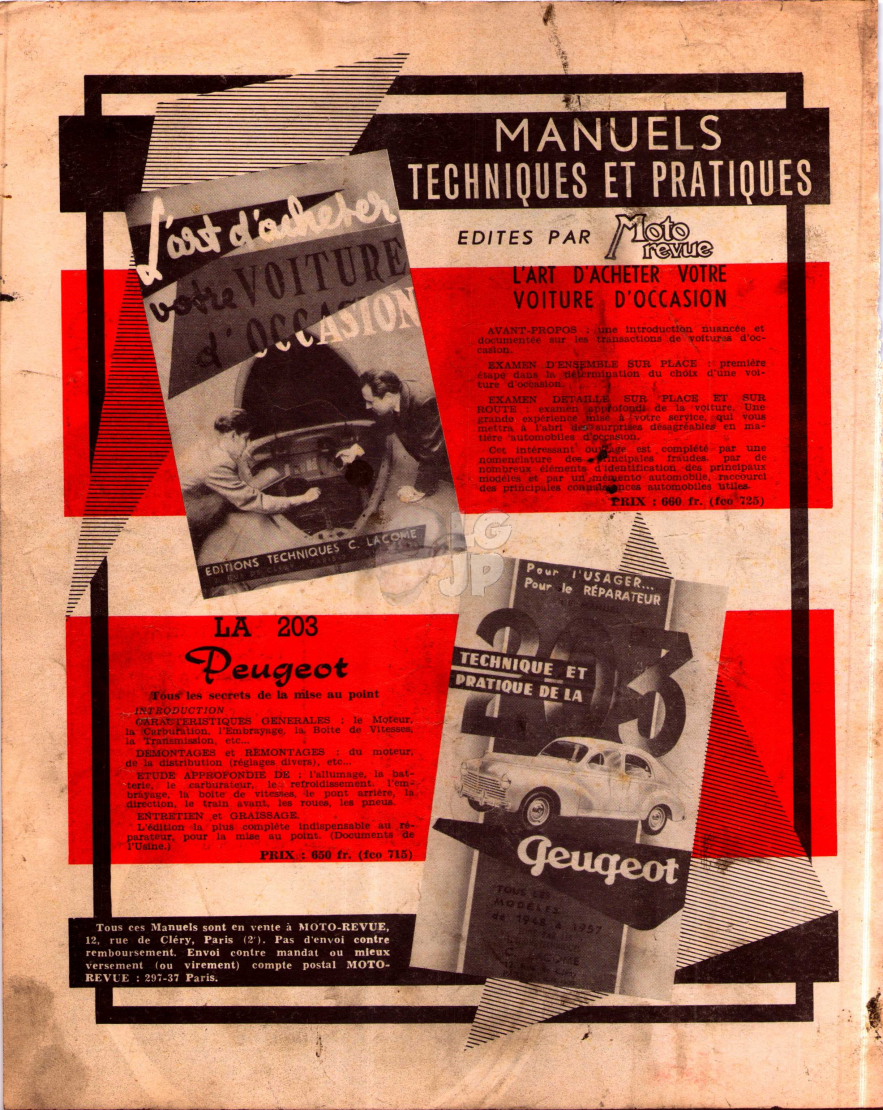 MANUELS
TECHNIQUES ET PRATIQUES
EDITES PAR Moto revue
L'art d'acheter
votre VOITURE
d'OCCASION
EDITIONS TECHNIQUES C. LACOME
L'ART D'ACHETER VOTRE
VOITURE D'OCCASION
AVANT-PROPOS : une introduction nuancée et
documentée sur les transactions de voitures d'oc-
casion.
EXAMEN D'ENSEMBLE SUR PLACE : première
étape dans la détermination du choix d'une voi-
ture d'occasion.
EXAMEN DETAILLE SUR PLACE ET SUR
ROUTE : examen approfondi de la voiture. Une
grande expérience mise à votre service, qui vous
mettra à l'abri des surprises désagréables en ma-
tière automobiles d'occasion.
Cet intéressant ouvrage est complété par une
nomenclature des principales fraudes, par de
nombreux éléments d'identification des principaux
modèles et par un mémento automobile, raccourci
des principales connaissances automobiles utiles.
PRIX : 660 fr. (fco 725)
LGJP
LA 203
Peugeot
Tous les secrets de la mise au point
INTRODUCTION
CARACTERISTIQUES GENERALES : le Moteur,
la Carburation, l'Embrayage, la Boîte de Vitesses,
la Transmission, etc...
DEMONTAGES et REMONTAGES : du moteur,
de la distribution (réglages divers), etc...
ETUDE APPROFONDIE DE : l'allumage, la bat-
terie, le carburateur, le refroidissement, l'em-
brayage, la boîte de vitesses, le pont arrière, la
direction, le train avant, les roues, les pneus.
ENTRETIEN et GRAISSAGE.
L'édition la plus complète indispensable au ré-
parateur, pour la mise au point. (Documents de
l'Usine.)
PRIX : 650 fr. (fco 715)
Pour l'USAGER...
Pour le RÉPARATEUR
203
TECHNIQUE ET
PRATIQUE DE LA
Peugeot
TOUS LES
MODÈLES
de 1948 à 1957
Tous ces Manuels sont en vente à MOTO-REVUE,
12, rue de Cléry, Paris (2e). Pas d'envoi contre
remboursement. Envoi contre mandat ou mieux
versement (ou virement) compte postal MOTO-
REVUE : 297-37 Paris.